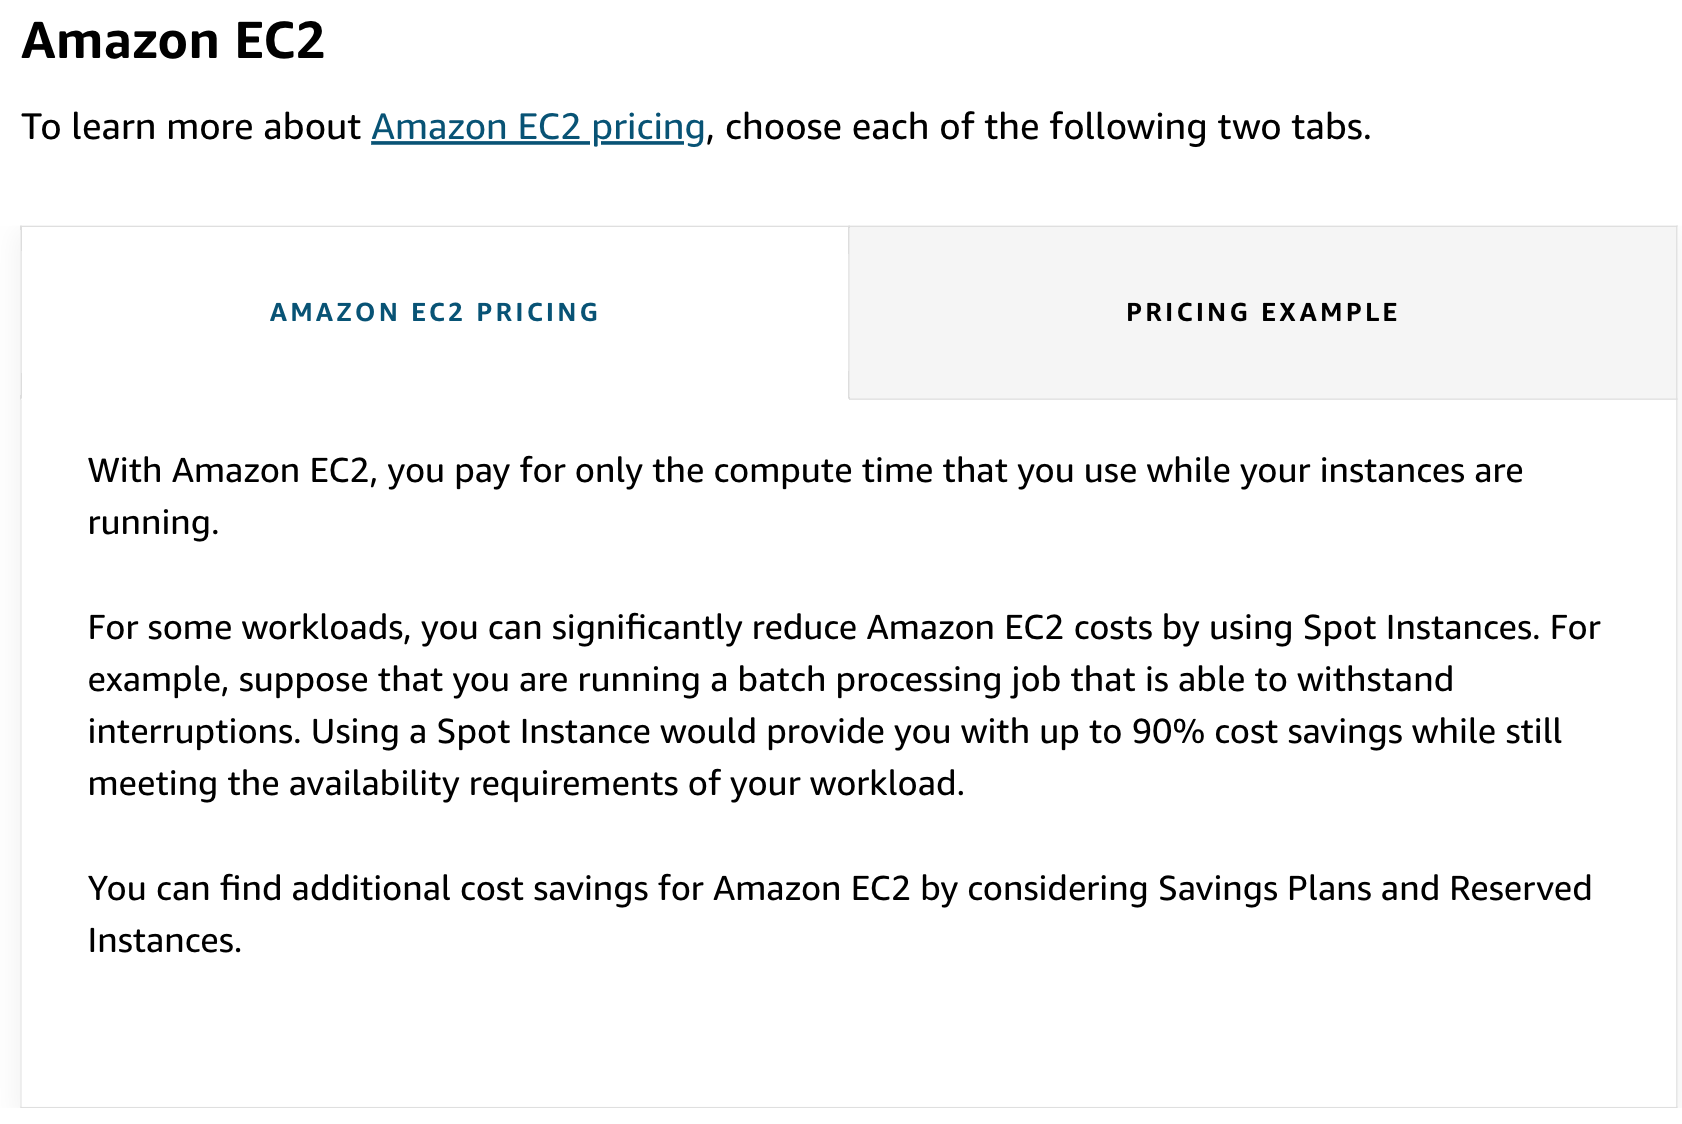 Amazon EC2
To learn more about Amazon EC2 pricing, choose each of the following two tabs.
AMAZON EC2 PRICING
PRICING EXAMPLE
With Amazon EC2, you pay for only the compute time that you use while your instances are
running.
For some workloads, you can significantly reduce Amazon EC2 costs by using Spot Instances. For
example, suppose that you are running a batch processing job that is able to withstand
interruptions. Using a Spot Instance would provide you with up to 90% cost savings while still
meeting the availability requirements of your workload.
You can find additional cost savings for Amazon EC2 by considering Savings Plans and Reserved
Instances.